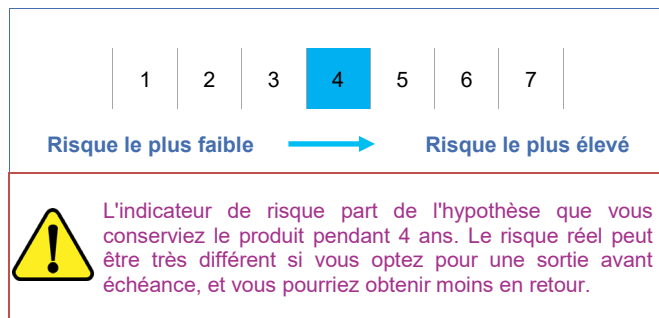 1 2 3 4 5 6 7
Risque le plus faible Risque le plus élevé
L'indicateur de risque part de l'hypothèse que vous
conserviez le produit pendant 4 ans. Le risque réel peut
être très différent si vous optez pour une sortie avant
échéance, et vous pourriez obtenir moins en retour.